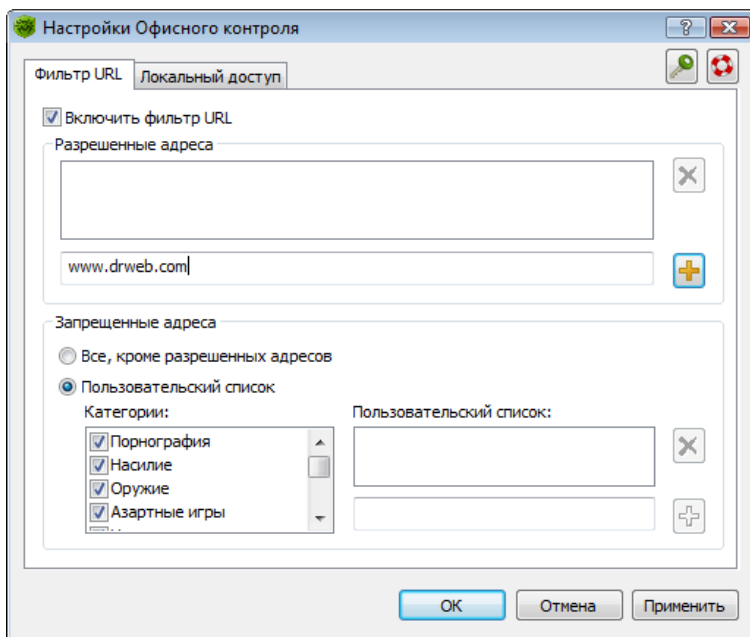 Настройки Офисного контроля
Фильтр URL
Локальный доступ
Включить фильтр URL
Разрешенные адреса
www.drweb.com
Запрещенные адреса
Все, кроме разрешенных адресов
Пользовательский список
Категории:
Пользовательский список:
Порнография
Насилие
Оружие
Азартные игры
ОК
Отмена
Применить